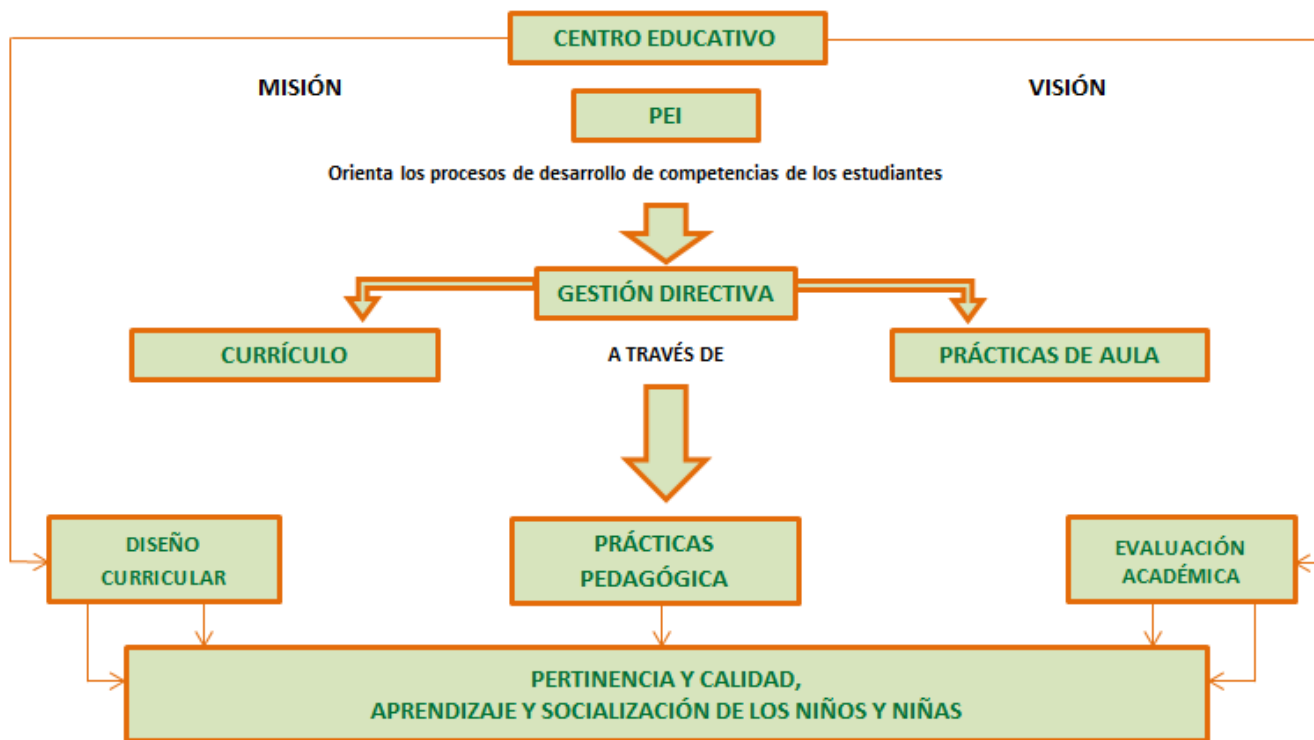 CENTRO EDUCATIVO
MISIÓN
VISIÓN
PEI
Orienta los procesos de desarrollo de competencias de los estudiantes
GESTIÓN DIRECTIVA
CURRÍCULO
A TRAVÉS DE
PRÁCTICAS DE AULA
DISEÑO
CURRICULAR
PRÁCTICAS
PEDAGÓGICA
EVALUACIÓN
ACADÉMICA
PERTINENCIA Y CALIDAD,
APRENDIZAJE Y SOCIALIZACIÓN DE LOS NIÑOS Y NIÑAS